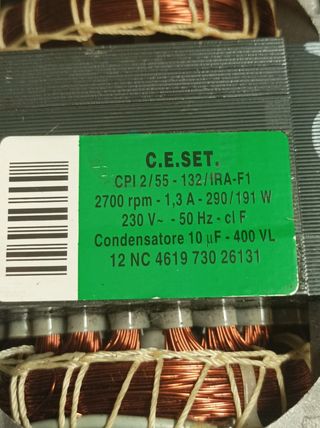 C.E.SET.
CPI 2/55 - 132/IRA-F1
2700 rpm - 1,3 A - 290/191 W
230 V~ - 50 Hz - cl F
Condensatore 10 µF - 400 VL
12 NC 4619 730 26131